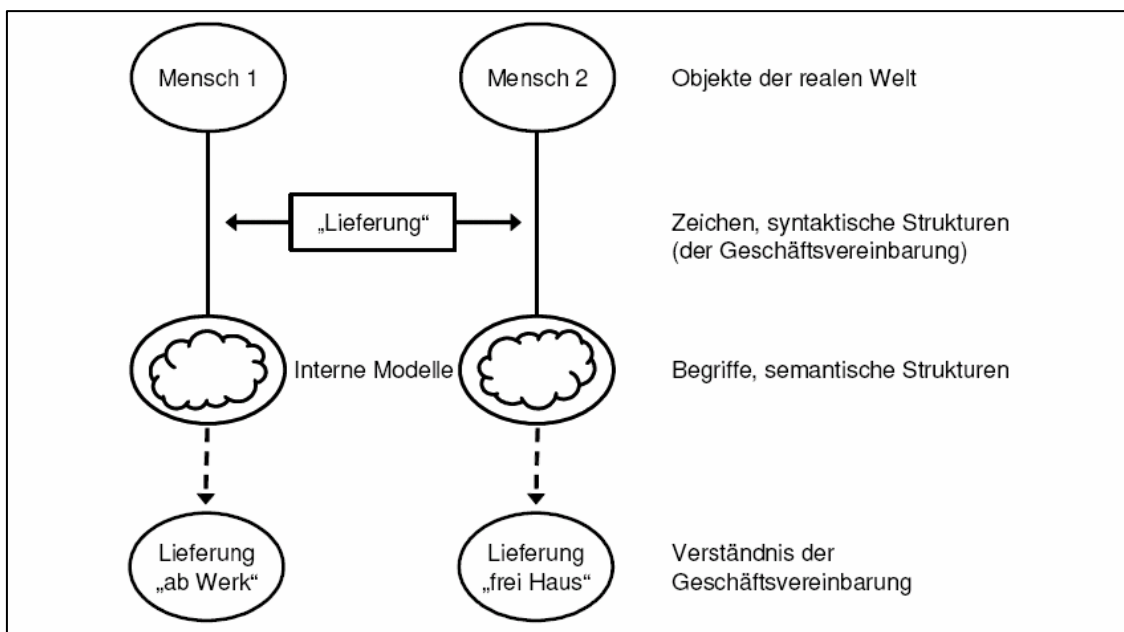 Mensch 1
Mensch 2
Objekte der realen Welt
„Lieferung“
Zeichen, syntaktische Strukturen
(der Geschäftsvereinbarung)
Interne Modelle
Begriffe, semantische Strukturen
Lieferung
„ab Werk“
Lieferung
„frei Haus“
Verständnis der
Geschäftsvereinbarung